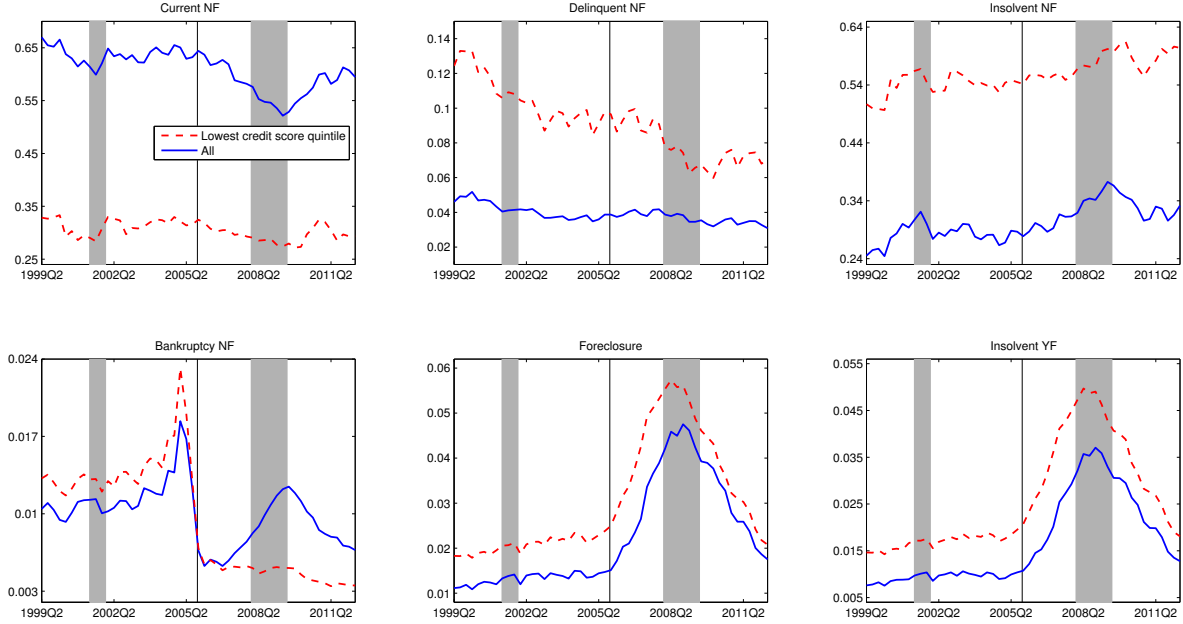 Current NF
0.65
0.55
0.45
0.35
0.25
Lowest credit score quintile
All
1999Q2 2002Q2 2005Q2 2008Q2 2011Q2
Delinquent NF
0.14
0.12
0.1
0.08
0.06
0.04
0.02
1999Q2 2002Q2 2005Q2 2008Q2 2011Q2
Insolvent NF
0.64
0.54
0.44
0.34
0.24
1999Q2 2002Q2 2005Q2 2008Q2 2011Q2
Bankruptcy NF
0.024
0.017
0.01
0.003
1999Q2 2002Q2 2005Q2 2008Q2 2011Q2
Foreclosure
0.06
0.05
0.04
0.03
0.02
0.01
1999Q2 2002Q2 2005Q2 2008Q2 2011Q2
Insolvent YF
0.055
0.045
0.035
0.025
0.015
0.005
1999Q2 2002Q2 2005Q2 2008Q2 2011Q2